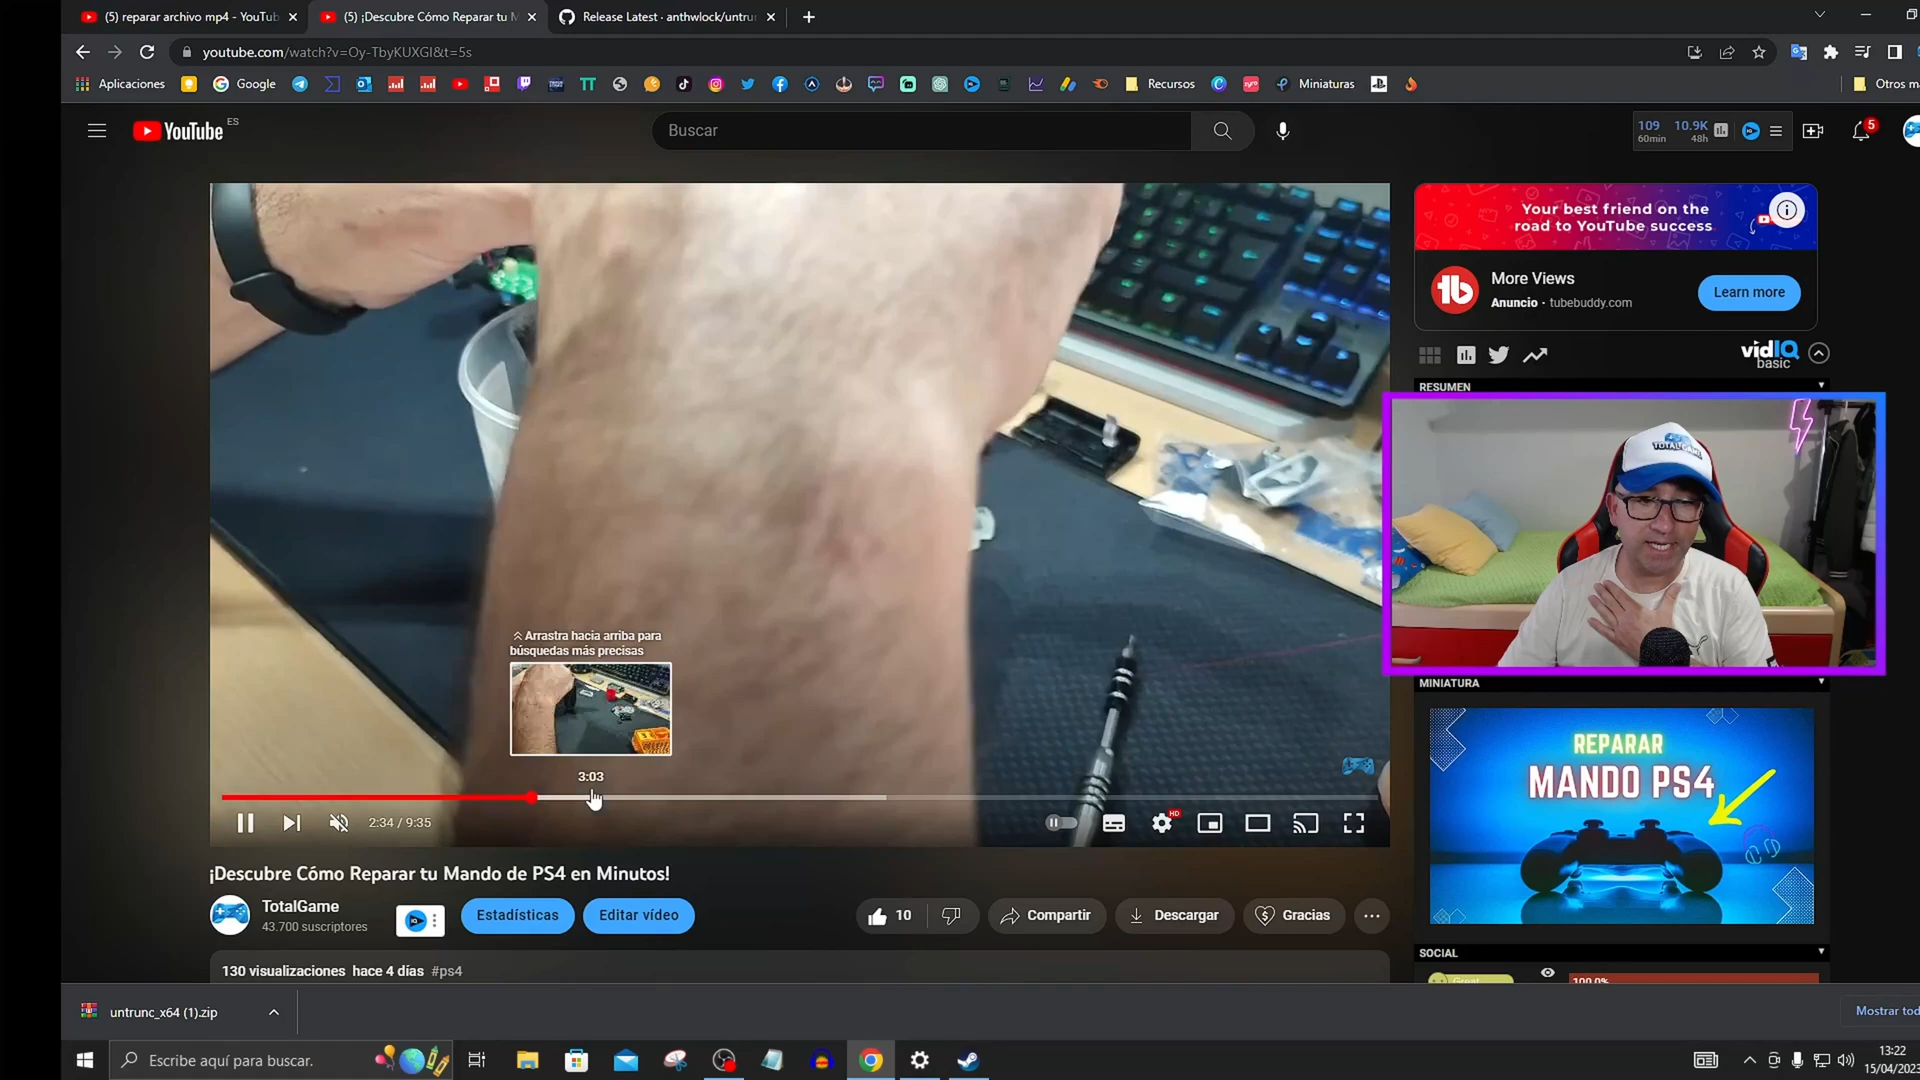 (5) reparar archivo mp4 - YouTub
(5) ¡Descubre Cómo Reparar tu M
Release Latest · anthwlock/untrun
youtube.com/watch?v=Oy-TbyKUXGI&t=5s
Aplicaciones
Google
TT
Recursos
Miniaturas
Otros m
YouTube
ES
Buscar
109
60min
10.9K
48h
5
Your best friend on the
road to YouTube success
More Views
Anuncio · tubebuddy.com
Learn more
vidIQ
basic
RESUMEN
TOTALGAME
Arrastra hacia arriba para
búsquedas más precisas
3:03
2:34 / 9:35
HD
MINIATURA
REPARAR
MANDO PS4
¡Descubre Cómo Reparar tu Mando de PS4 en Minutos!
TotalGame
43.700 suscriptores
Estadísticas
Editar vídeo
10
Compartir
Descargar
Gracias
130 visualizaciones hace 4 días #ps4
SOCIAL
Great
100.0%
untrunc_x64 (1).zip
Mostrar tod
Escribe aquí para buscar.
13:22
15/04/2023